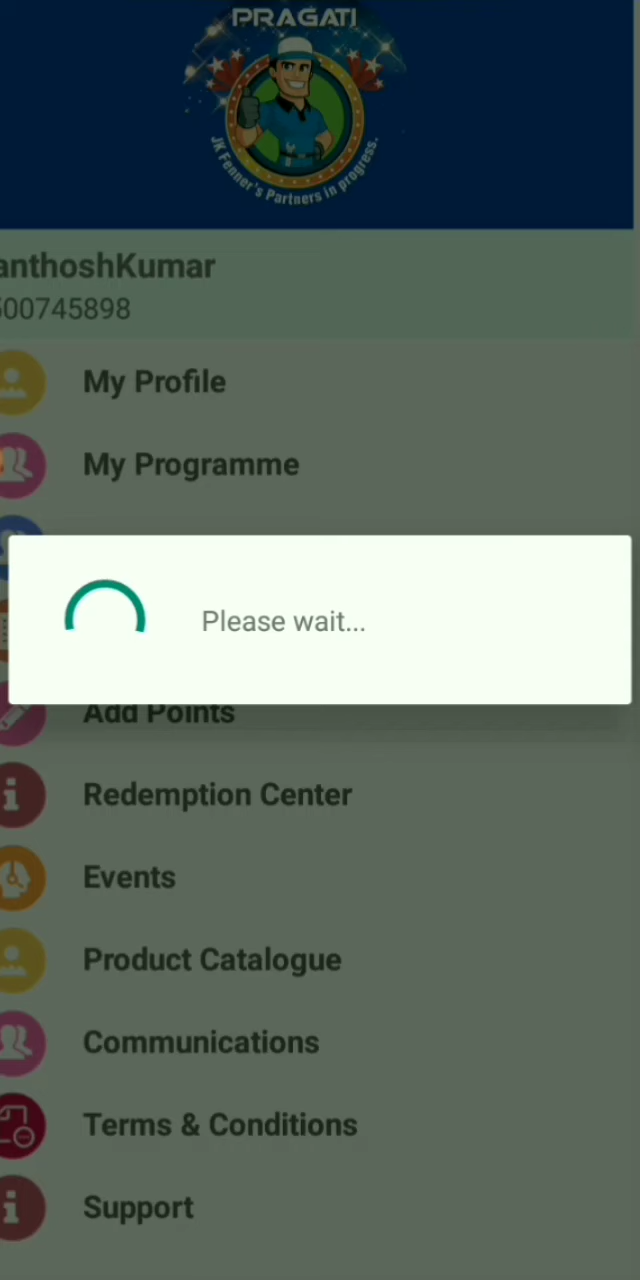 PRAGATI
JK Fenner's Partners in progress.
anthoshKumar
500745898
My Profile
My Programme
Please wait...
Add Points
Redemption Center
Events
Product Catalogue
Communications
Terms & Conditions
Support